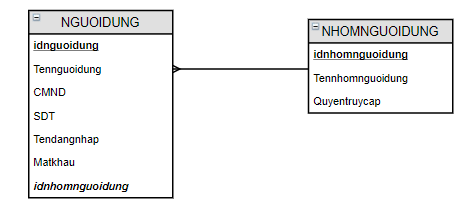 NGUOIDUNG
idnguoidung
Tennguoidung
CMND
SDT
Tendangnhap
Matkhau
idnhomnguoidung
NHOMNGUOIDUNG
idnhomnguoidung
Tennhomnguoidung
Quyentruycap